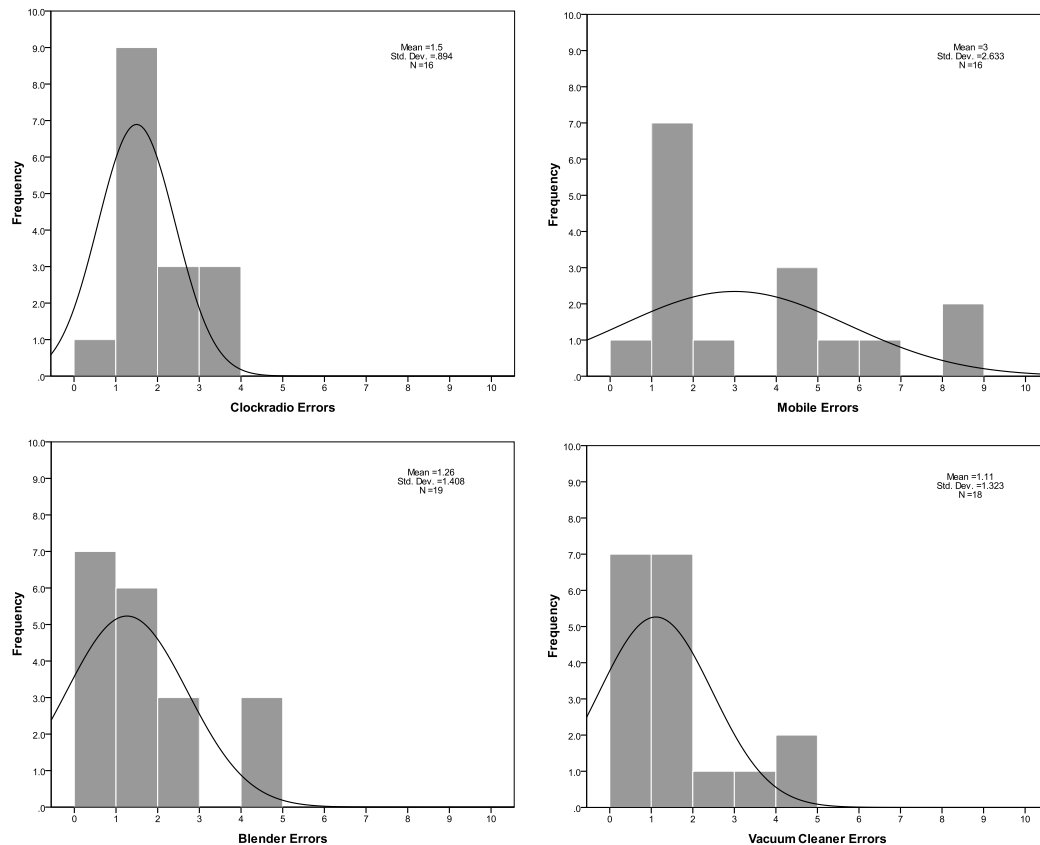 10.0
9.0
8.0
7.0
6.0
5.0
4.0
3.0
2.0
1.0
.0
Frequency
Mean =1.5
Std. Dev. =.894
N =16
0 1 2 3 4 5 6 7 8 9 10
Clockradio Errors
10.0
9.0
8.0
7.0
6.0
5.0
4.0
3.0
2.0
1.0
.0
Frequency
Mean =3
Std. Dev. =2.633
N =16
0 1 2 3 4 5 6 7 8 9 10
Mobile Errors
10.0
9.0
8.0
7.0
6.0
5.0
4.0
3.0
2.0
1.0
.0
Frequency
Mean =1.26
Std. Dev. =1.408
N =19
0 1 2 3 4 5 6 7 8 9 10
Blender Errors
10.0
9.0
8.0
7.0
6.0
5.0
4.0
3.0
2.0
1.0
.0
Frequency
Mean =1.11
Std. Dev. =1.323
N =18
0 1 2 3 4 5 6 7 8 9 10
Vacuum Cleaner Errors